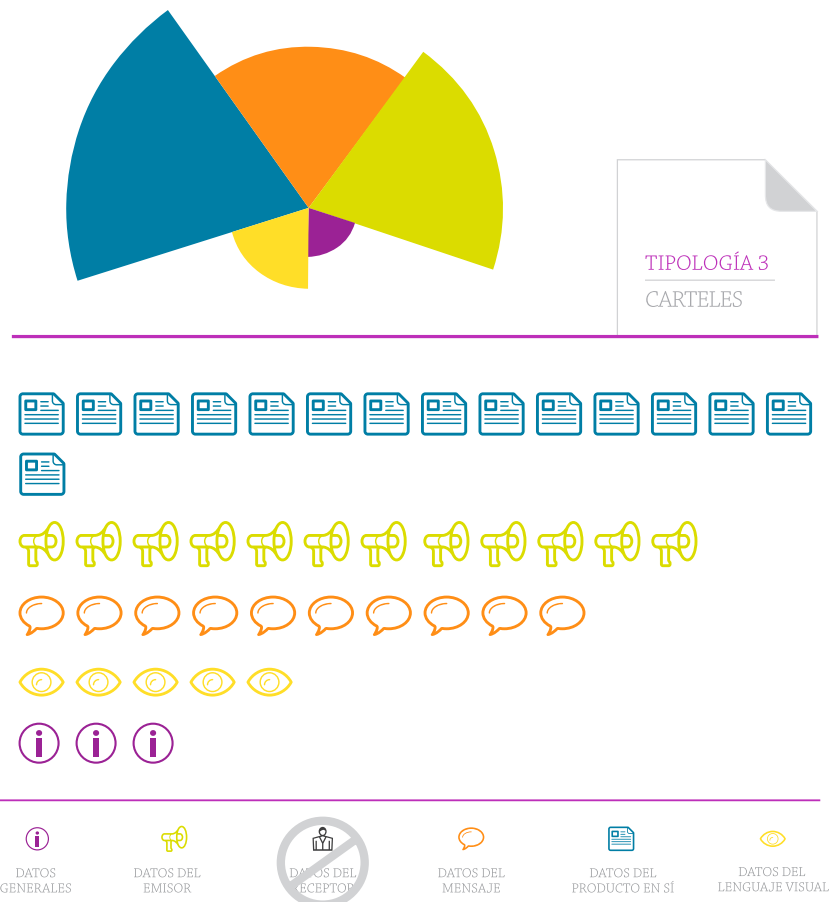 TIPOLOGÍA 3
CARTELES
DATOS
GENERALES
DATOS DEL
EMISOR
DATOS DEL
RECEPTOR
DATOS DEL
MENSAJE
DATOS DEL
PRODUCTO EN SÍ
DATOS DEL
LENGUAJE VISUAL